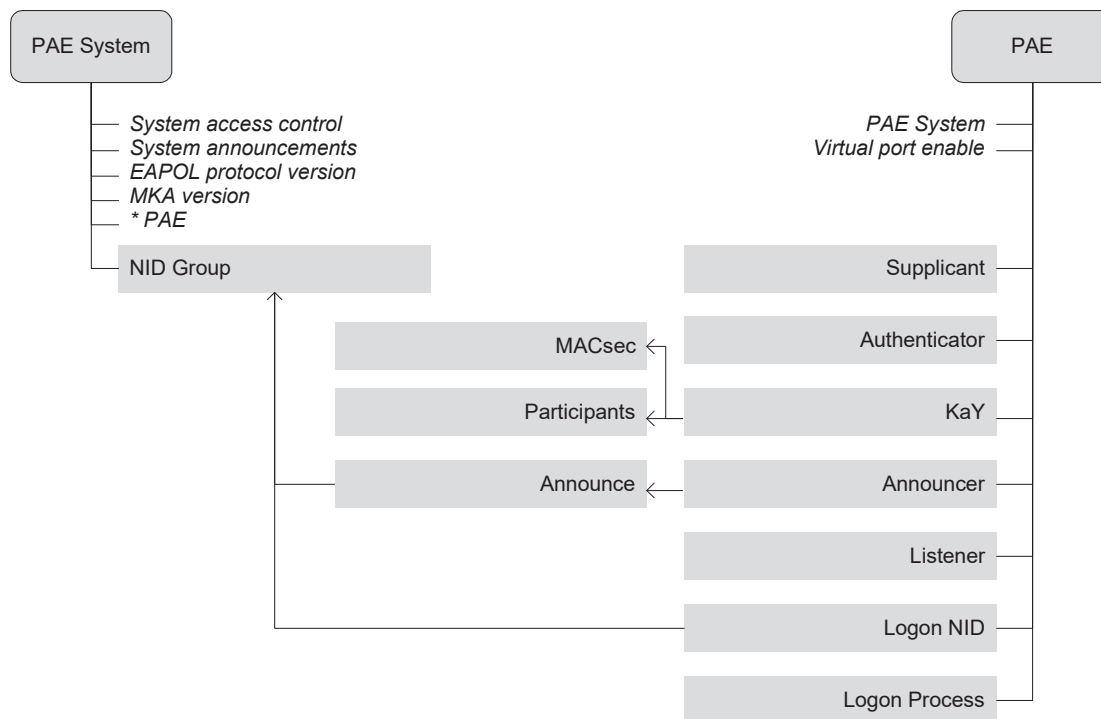 PAE System
PAE
System access control
System announcements
EAPOL protocol version
MKA version
* PAE
PAE System
Virtual port enable
NID Group
Supplicant
Authenticator
MACsec
Participants
KaY
Announce
Announcer
Listener
Logon NID
Logon Process